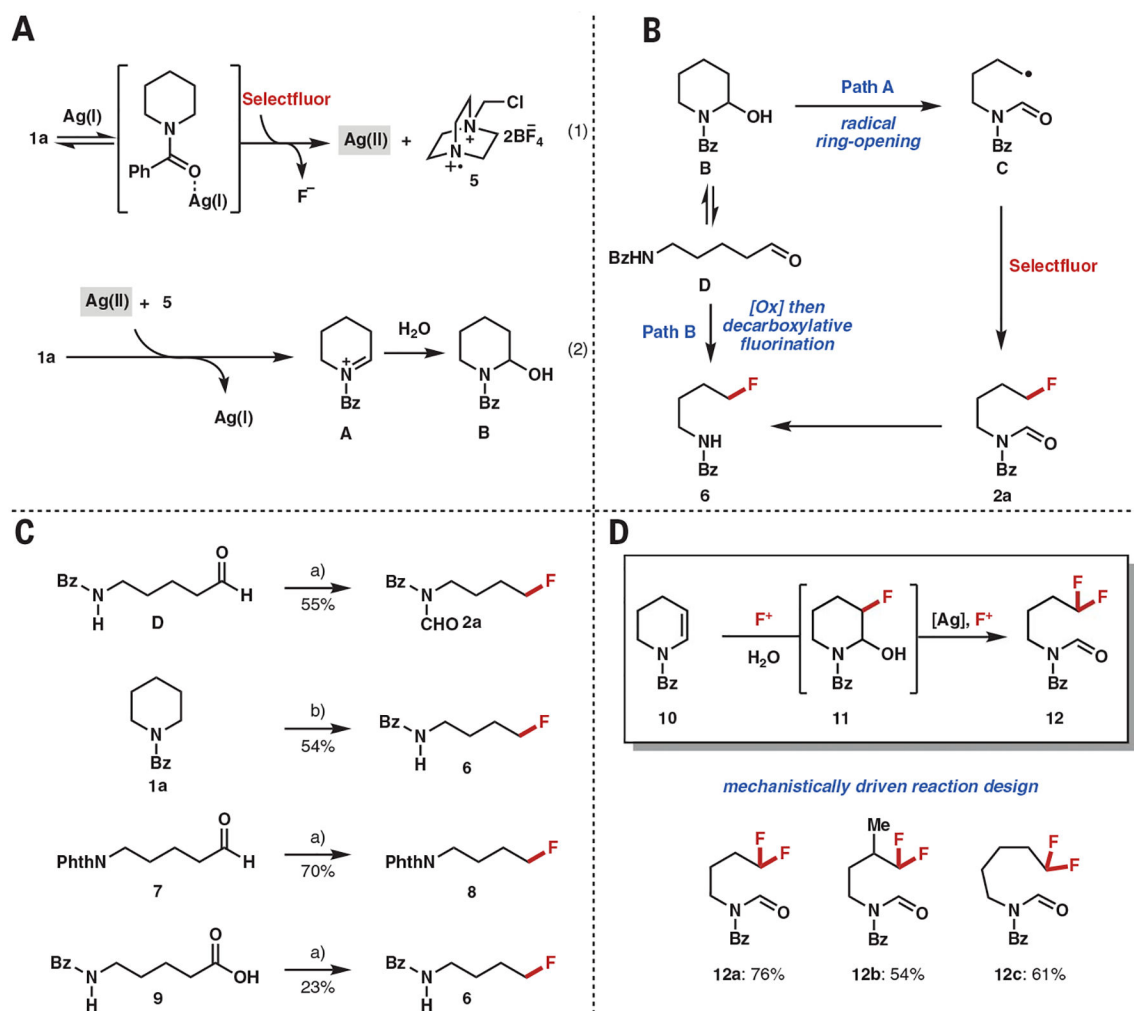 A
1a
Ag(I)
N
Ph
O
Ag(I)
Selectfluor
F−
Ag(II)
+
N
+
N
+•
Cl
2BF4−
5
(1)
1a
Ag(II) + 5
Ag(I)
N
+
Bz
A
H2O
N
OH
Bz
B
(2)
B
N
OH
Bz
B
Path A
radical
ring-opening
N
O
Bz
C
BzHN
O
D
Path B
[Ox] then
decarboxylative
fluorination
Selectfluor
F
NH
Bz
6
F
N
O
Bz
2a
C
Bz
N
H
O
H
D
a)
55%
Bz
N
CHO
F
2a
N
Bz
1a
b)
54%
Bz
N
H
F
6
PhthN
O
H
7
a)
70%
PhthN
F
8
Bz
N
H
O
OH
9
a)
23%
Bz
N
H
F
6
D
N
Bz
10
F+
H2O
F
N
OH
Bz
11
[Ag], F+
F
F
N
O
Bz
12
mechanistically driven reaction design
F
F
N
O
Bz
12a: 76%
Me
F
F
N
O
Bz
12b: 54%
F
F
N
O
Bz
12c: 61%